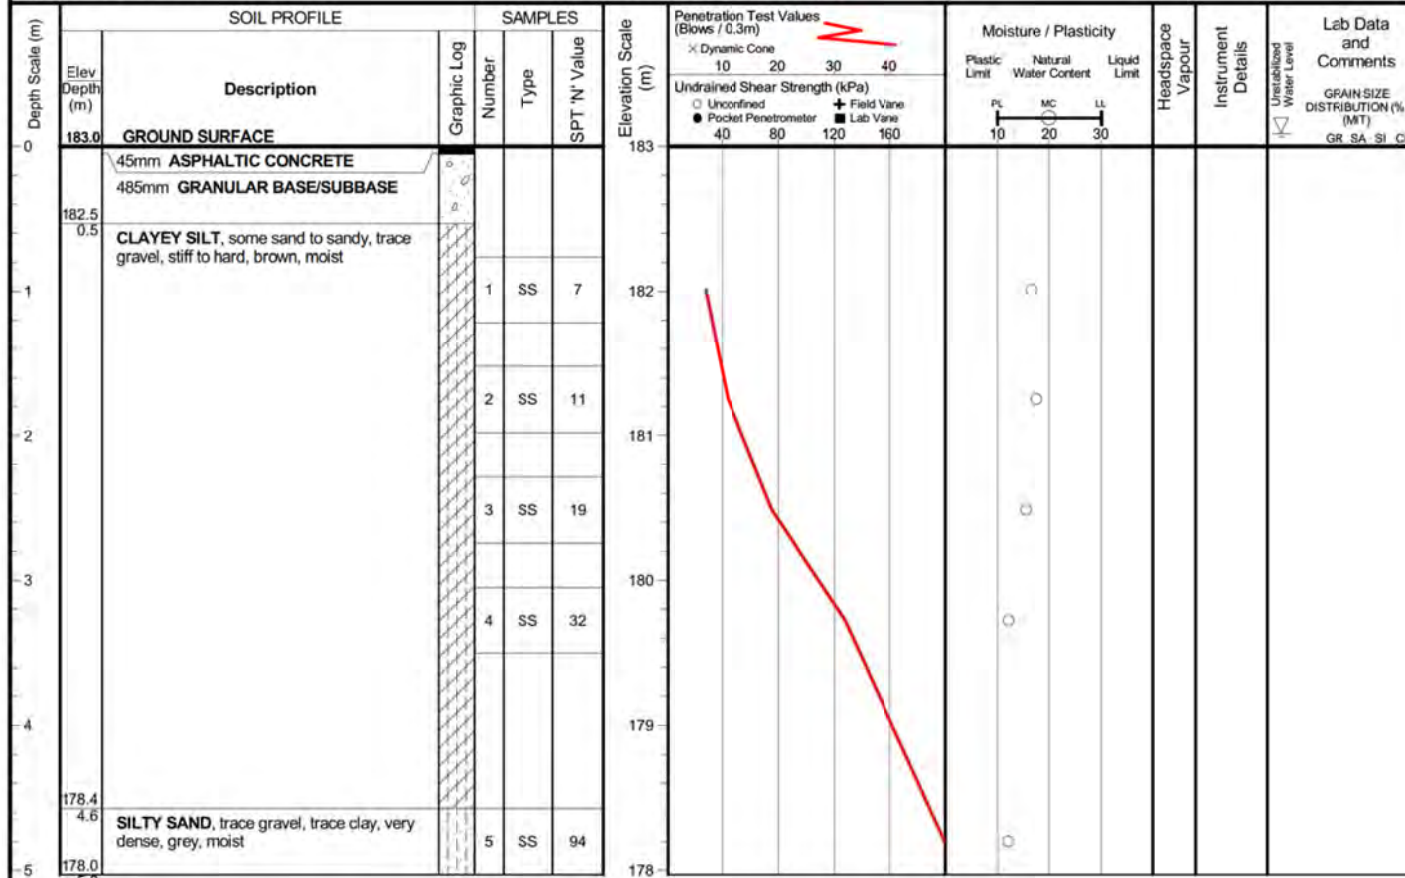 SOIL PROFILE
SAMPLES
Depth Scale (m)
Elev
Depth
(m)
Description
Graphic Log
Number
Type
SPT 'N' Value
Elevation Scale
(m)
Penetration Test Values
(Blows / 0.3m)
× Dynamic Cone
10 20 30 40
Undrained Shear Strength (kPa)
○ Unconfined + Field Vane
● Pocket Penetrometer ■ Lab Vane
40 80 120 160
Moisture / Plasticity
Plastic Natural Liquid
Limit Water Content Limit
PL MC LL
10 20 30
Headspace
Vapour
Instrument
Details
Unstabilized
Water Level
Lab Data
and
Comments
GRAIN SIZE
DISTRIBUTION (%
(MIT)
GR SA SI
183.0 GROUND SURFACE
0 183
45mm ASPHALTIC CONCRETE
485mm GRANULAR BASE/SUBBASE
182.5
0.5
CLAYEY SILT, some sand to sandy, trace
gravel, stiff to hard, brown, moist
1 1 SS 7 182
2 SS 11
2 181
3 SS 19
3 180
4 SS 32
4 179
178.4
4.6
SILTY SAND, trace gravel, trace clay, very
dense, grey, moist
5 SS 94
178.0
5 178